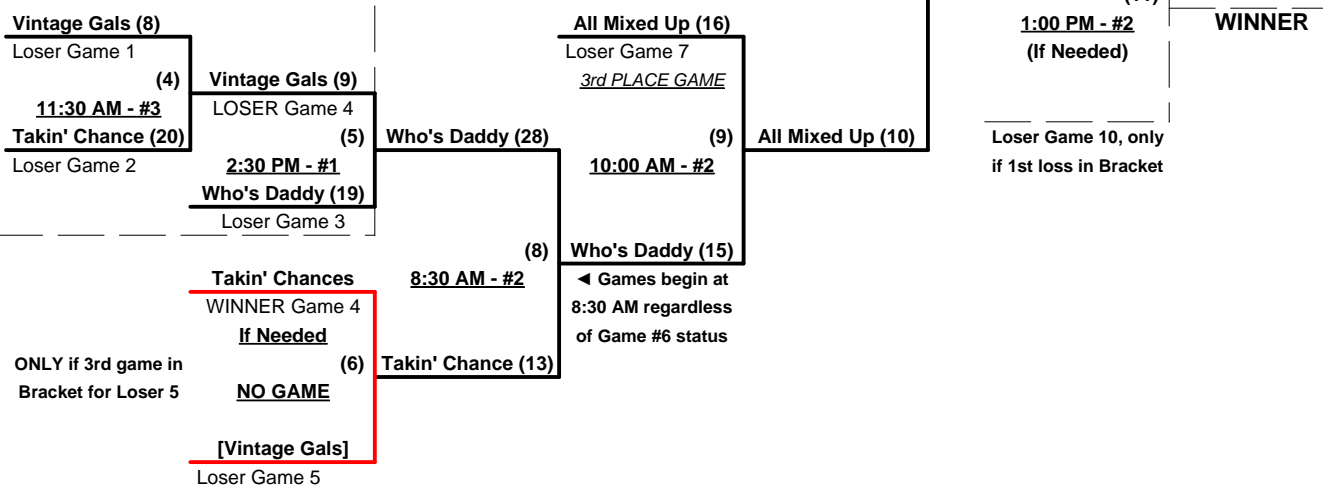 Vintage Gals (8)
Loser Game 1
(4)
11:30 AM - #3
Takin' Chance (20)
Loser Game 2
Vintage Gals (9)
LOSER Game 4
(5)
2:30 PM - #1
Who's Daddy (19)
Loser Game 3
Takin' Chances
WINNER Game 4
If Needed
(6)
NO GAME
ONLY if 3rd game in
Bracket for Loser 5
[Vintage Gals]
Loser Game 5
Who's Daddy (28)
(8)
8:30 AM - #2
Takin' Chance (13)
All Mixed Up (16)
Loser Game 7
3rd PLACE GAME
(9)
10:00 AM - #2
Who's Daddy (15)
◄ Games begin at
8:30 AM regardless
of Game #6 status
All Mixed Up (10)
1:00 PM - #2
(If Needed)
Loser Game 10, only
if 1st loss in Bracket
WINNER